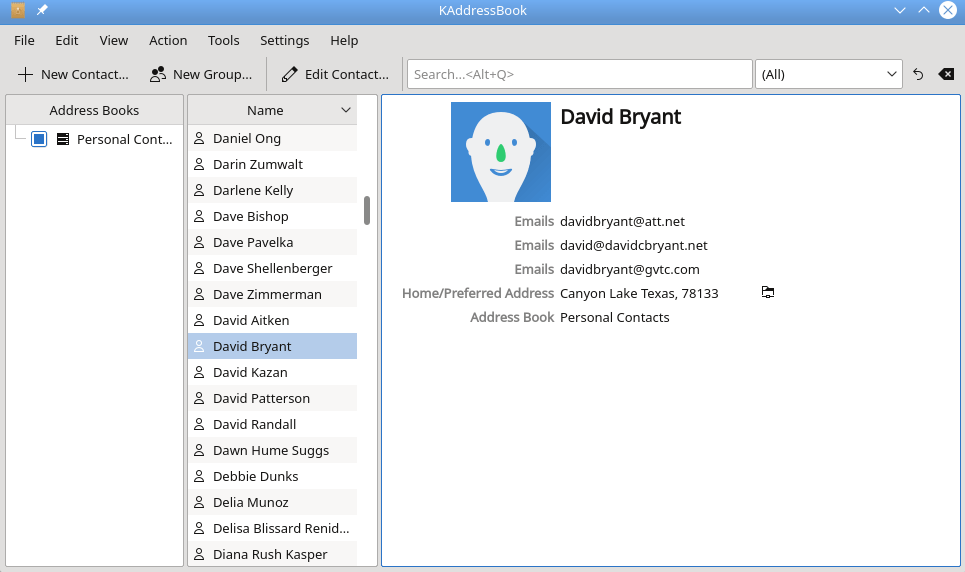 KAddressBook
File Edit View Action Tools Settings Help
New Contact... New Group... Edit Contact... Search...<Alt+Q> (All)
Address Books
Personal Cont...
Name
Daniel Ong
Darin Zumwalt
Darlene Kelly
Dave Bishop
Dave Pavelka
Dave Shellenberger
Dave Zimmerman
David Aitken
David Bryant
David Kazan
David Patterson
David Randall
Dawn Hume Suggs
Debbie Dunks
Delia Munoz
Delisa Blissard Renid...
Diana Rush Kasper
David Bryant
Emails davidbryant@att.net
Emails david@davidcbryant.net
Emails davidbryant@gvtc.com
Home/Preferred Address Canyon Lake Texas, 78133
Address Book Personal Contacts